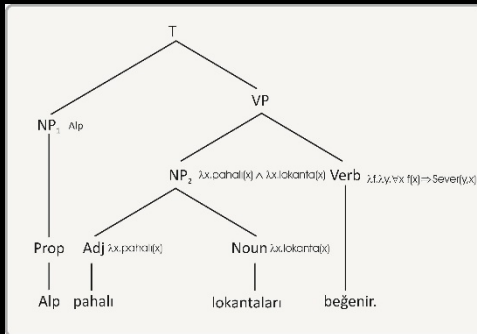 T
VP
NP₁ Alp
NP₂ λx.pahalı(x) ∧ λx.lokanta(x) Verb λf.λy.∀x f(x)⇒Sever(y,x)
Prop Adj λx.pahalı(x) Noun λx.lokanta(x)
Alp pahalı lokantaları beğenir.